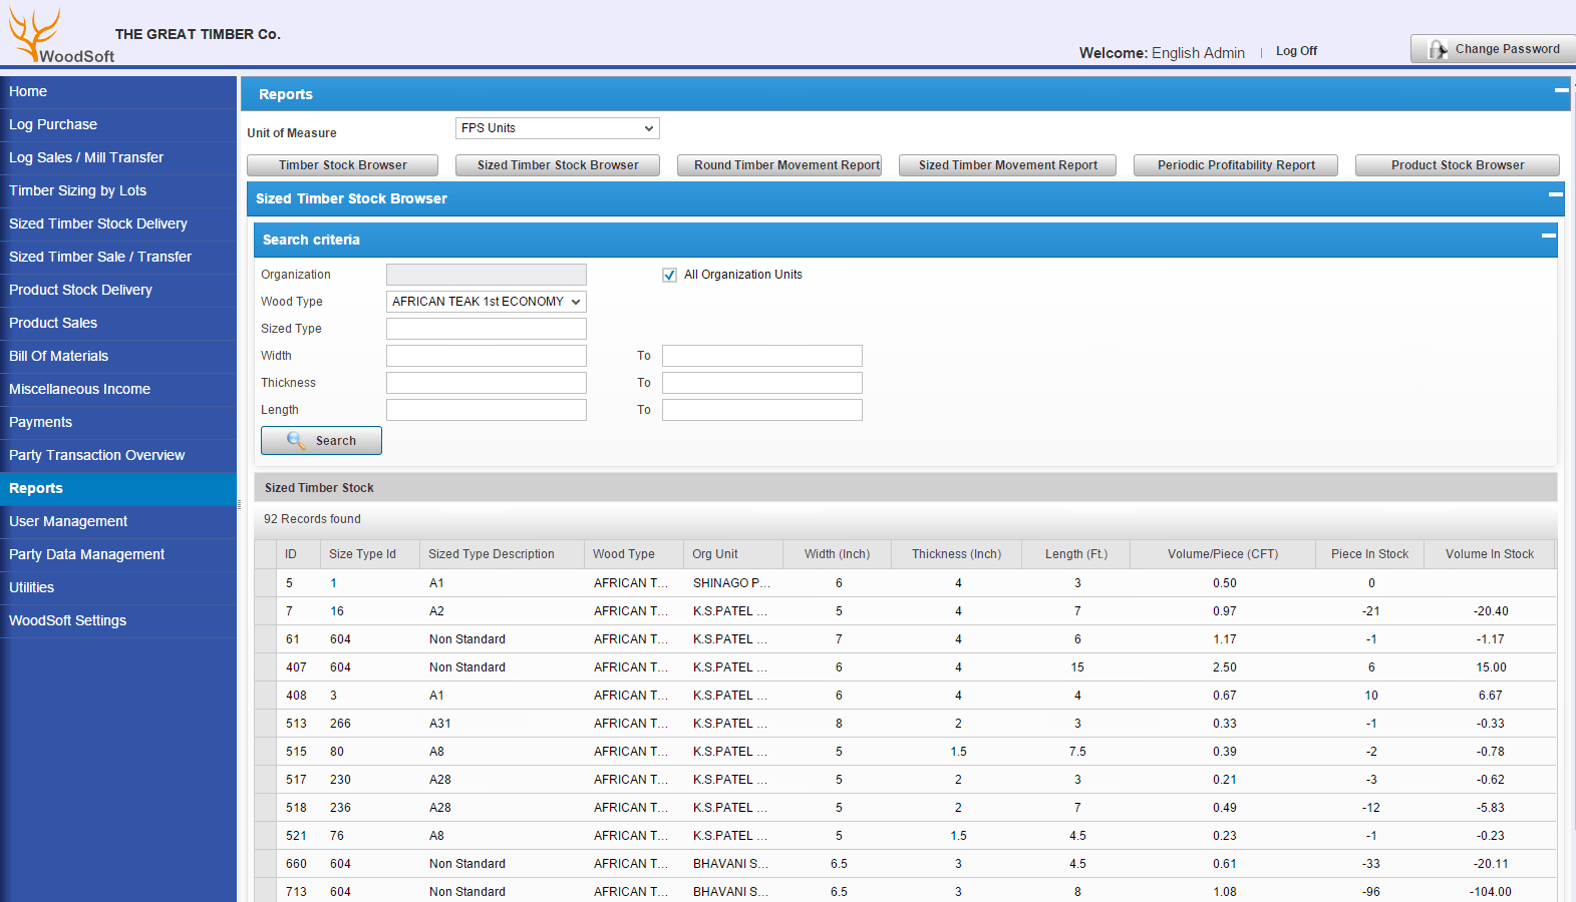 WoodSoft
THE GREAT TIMBER Co.
Welcome: English Admin | Log Off
Change Password
Home
Log Purchase
Log Sales / Mill Transfer
Timber Sizing by Lots
Sized Timber Stock Delivery
Sized Timber Sale / Transfer
Product Stock Delivery
Product Sales
Bill Of Materials
Miscellaneous Income
Payments
Party Transaction Overview
Reports
User Management
Party Data Management
Utilities
WoodSoft Settings
Reports
Unit of Measure FPS Units
Timber Stock Browser Sized Timber Stock Browser Round Timber Movement Report Sized Timber Movement Report Periodic Profitability Report Product Stock Browser
Sized Timber Stock Browser
Search criteria
Organization All Organization Units
Wood Type AFRICAN TEAK 1st ECONOMY
Sized Type
Width To
Thickness To
Length To
Search
Sized Timber Stock
92 Records found
ID Size Type Id Sized Type Description Wood Type Org Unit Width (Inch) Thickness (Inch) Length (Ft.) Volume/Piece (CFT) Piece In Stock Volume In Stock
5 1 A1 AFRICAN T... SHINAGO P... 6 4 3 0.50 0
7 16 A2 AFRICAN T... K.S.PATEL ... 5 4 7 0.97 -21 -20.40
61 604 Non Standard AFRICAN T... K.S.PATEL ... 7 4 6 1.17 -1 -1.17
407 604 Non Standard AFRICAN T... K.S.PATEL ... 6 4 15 2.50 6 15.00
408 3 A1 AFRICAN T... K.S.PATEL ... 6 4 4 0.67 10 6.67
513 266 A31 AFRICAN T... K.S.PATEL ... 8 2 3 0.33 -1 -0.33
515 80 A8 AFRICAN T... K.S.PATEL ... 5 1.5 7.5 0.39 -2 -0.78
517 230 A28 AFRICAN T... K.S.PATEL ... 5 2 3 0.21 -3 -0.62
518 236 A28 AFRICAN T... K.S.PATEL ... 5 2 7 0.49 -12 -5.83
521 76 A8 AFRICAN T... K.S.PATEL ... 5 1.5 4.5 0.23 -1 -0.23
660 604 Non Standard AFRICAN T... BHAVANI S... 6.5 3 4.5 0.61 -33 -20.11
713 604 Non Standard AFRICAN T... BHAVANI S... 6.5 3 8 1.08 -96 -104.00